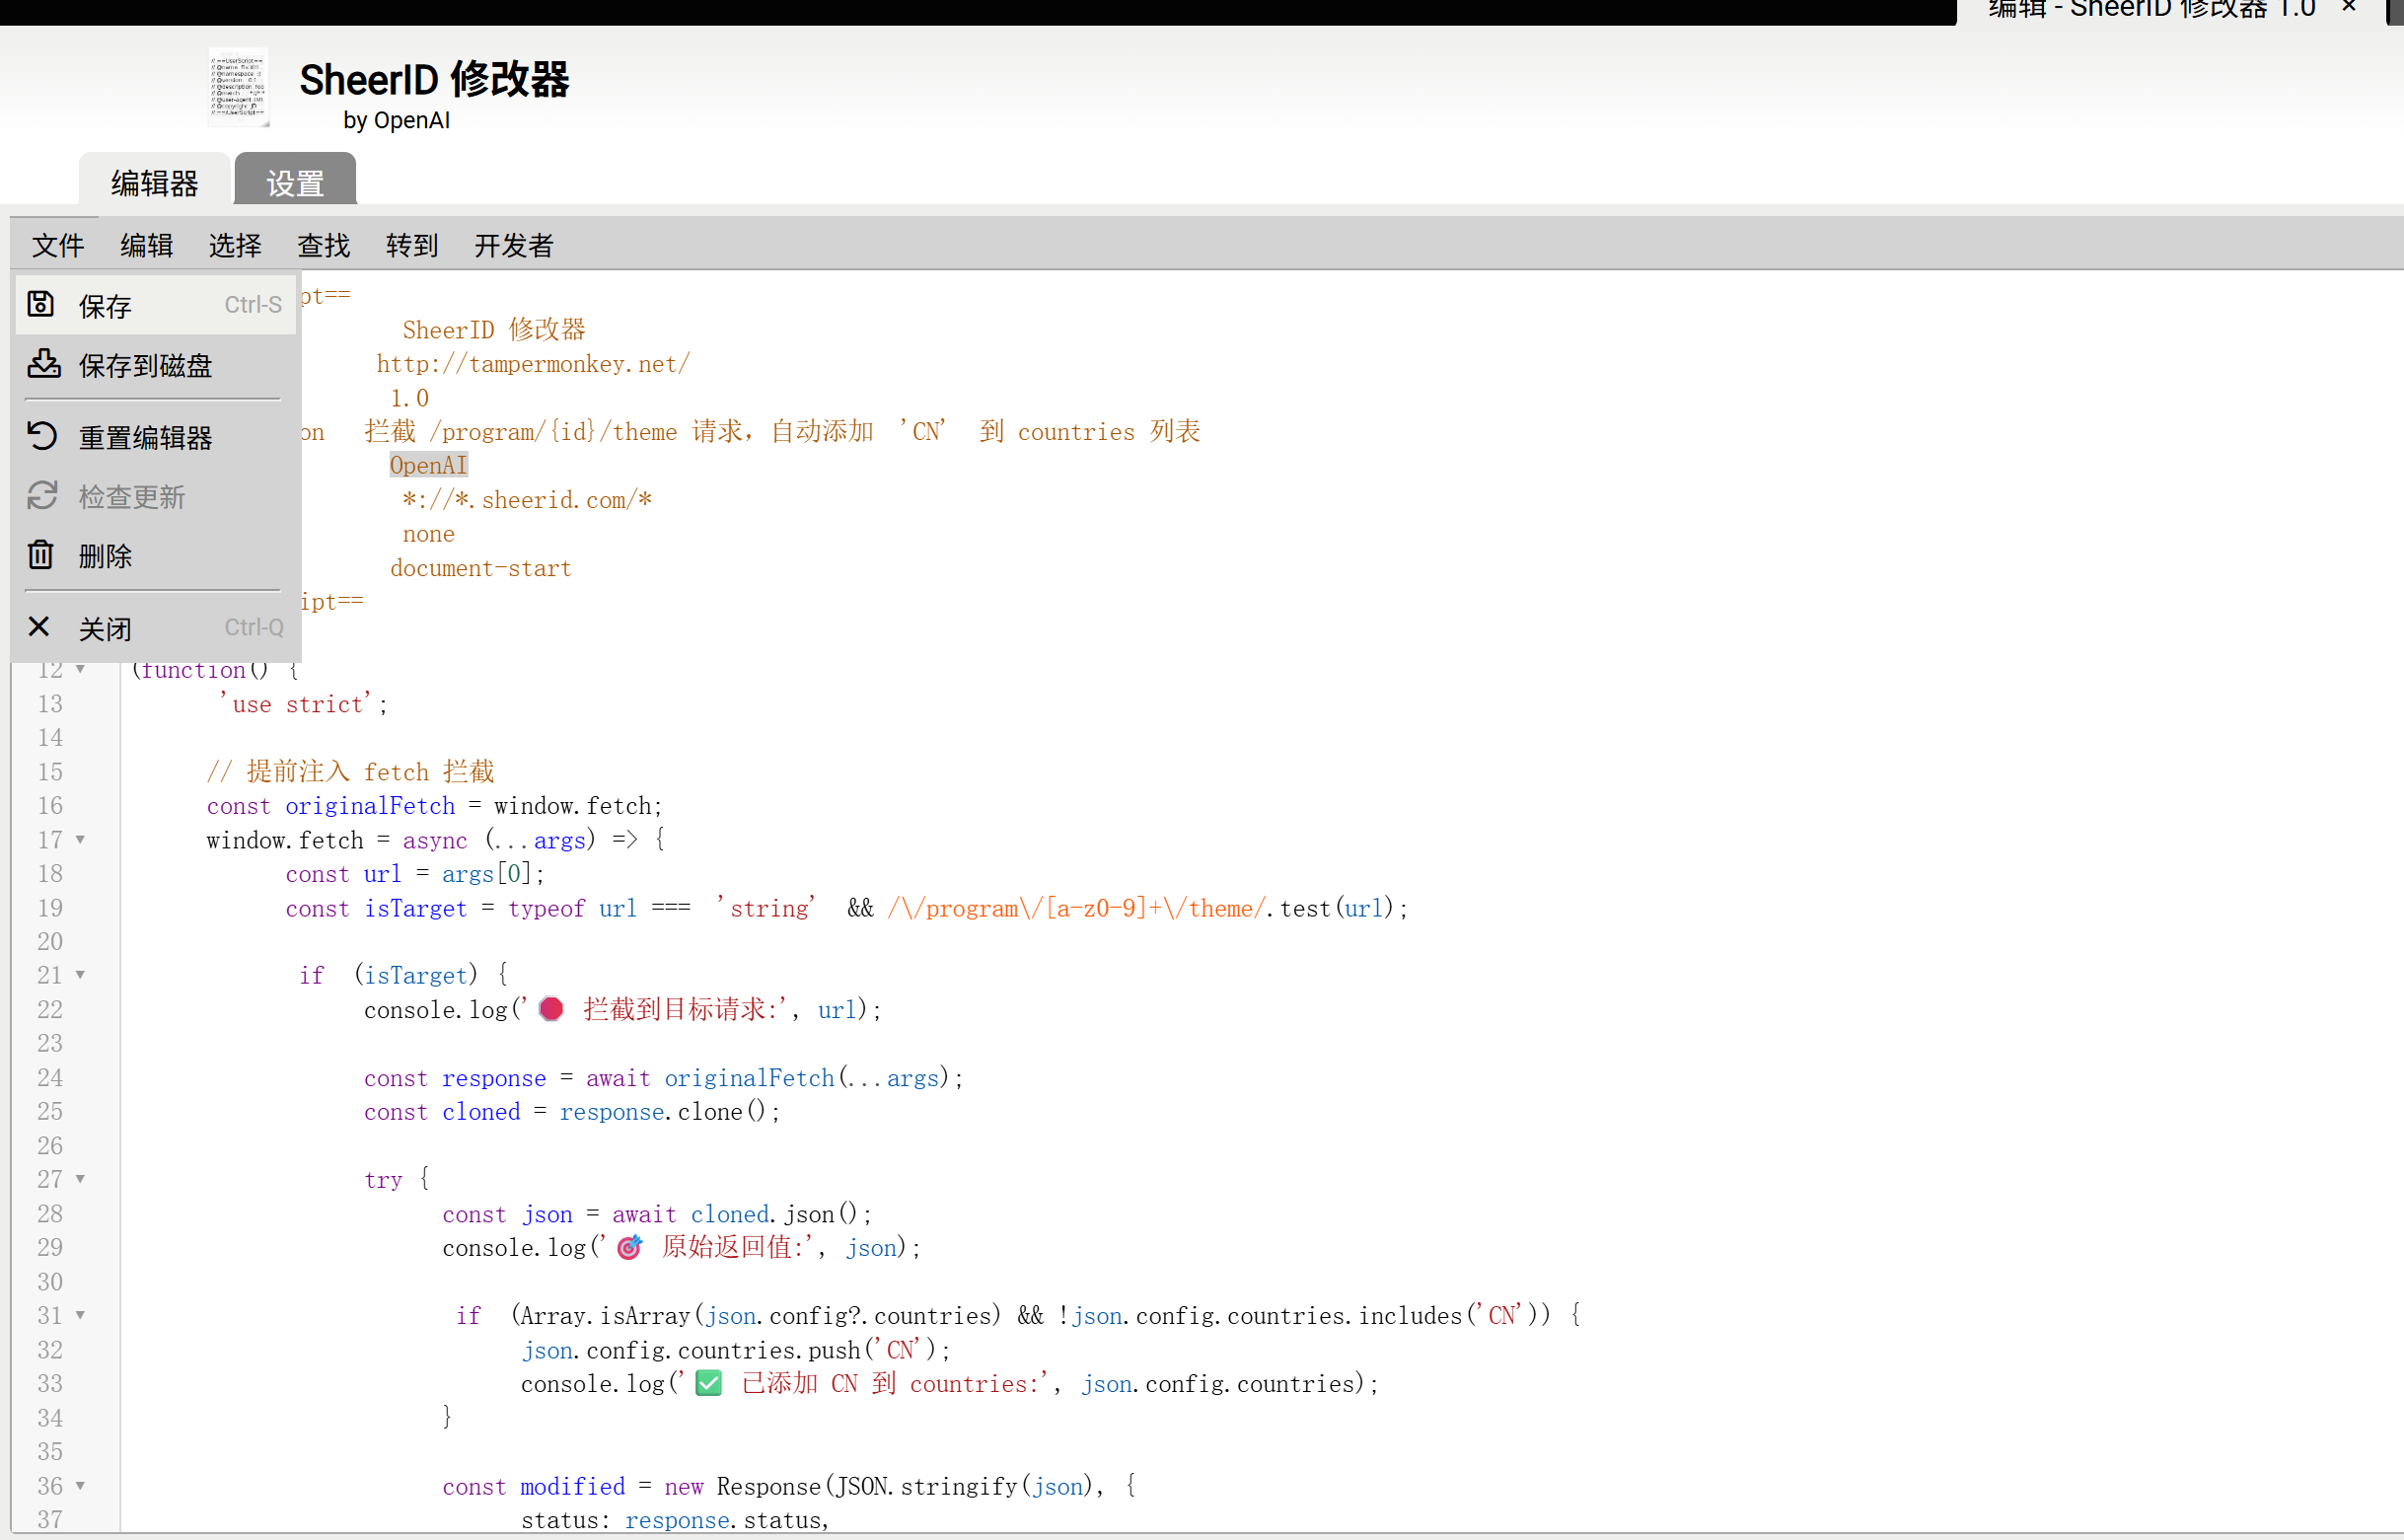 编辑 - SheerID 修改器 1.0 ×
SheerID 修改器
by OpenAI
编辑器 设置
文件 编辑 选择 查找 转到 开发者
保存 Ctrl-S
保存到磁盘
重置编辑器
检查更新
删除
关闭 Ctrl-Q
pt==
SheerID 修改器
http://tampermonkey.net/
1.0
on 拦截 /program/{id}/theme 请求，自动添加 'CN' 到 countries 列表
OpenAI
*://*.sheerid.com/*
none
document-start
ipt==
12 (function() {
13 'use strict';
14
15 // 提前注入 fetch 拦截
16 const originalFetch = window.fetch;
17 window.fetch = async (...args) => {
18 const url = args[0];
19 const isTarget = typeof url === 'string' && /\/program\/[a-z0-9]+\/theme/.test(url);
20
21 if (isTarget) {
22 console.log('🛑 拦截到目标请求:', url);
23
24 const response = await originalFetch(...args);
25 const cloned = response.clone();
26
27 try {
28 const json = await cloned.json();
29 console.log('🎯 原始返回值:', json);
30
31 if (Array.isArray(json.config?.countries) && !json.config.countries.includes('CN')) {
32 json.config.countries.push('CN');
33 console.log('✅ 已添加 CN 到 countries:', json.config.countries);
34 }
35
36 const modified = new Response(JSON.stringify(json), {
37 status: response.status,